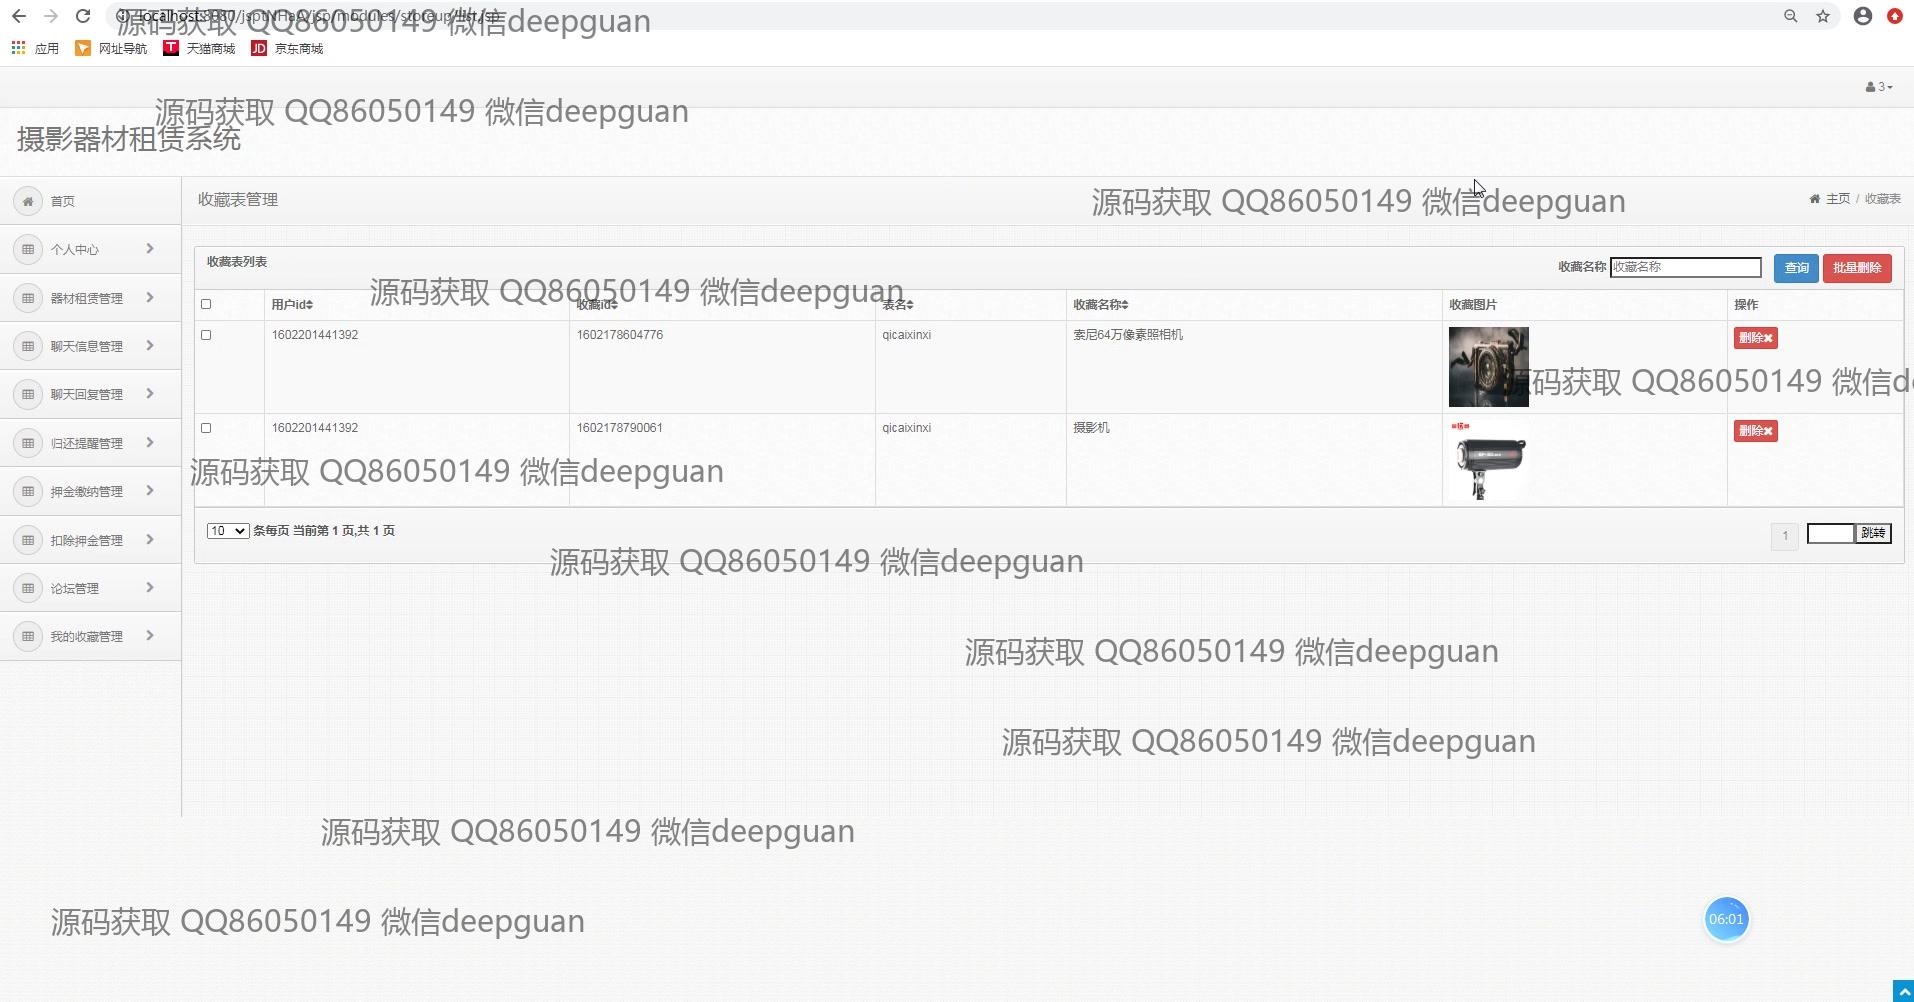 localhost:8080/jsptNHaA/jsp/modules/storeup/list.jsp
源码获取 QQ86050149 微信deepguan
应用 网址导航 天猫商城 京东商城
3
源码获取 QQ86050149 微信deepguan
摄影器材租赁系统
首页
个人中心
器材租赁管理
聊天信息管理
聊天回复管理
归还提醒管理
押金缴纳管理
扣除押金管理
论坛管理
我的收藏管理
收藏表管理
源码获取 QQ86050149 微信deepguan
主页 / 收藏表
收藏表列表
收藏名称 收藏名称 查询 批量删除
源码获取 QQ86050149 微信deepguan
用户id 收藏id 表名 收藏名称 收藏图片 操作
1602201441392 1602178604776 qicaixinxi 索尼64万像素照相机 删除
源码获取 QQ86050149 微信de
1602201441392 1602178790061 qicaixinxi 摄影机 删除
源码获取 QQ86050149 微信deepguan
10 条每页 当前第 1 页,共 1 页
1 跳转
源码获取 QQ86050149 微信deepguan
源码获取 QQ86050149 微信deepguan
源码获取 QQ86050149 微信deepguan
源码获取 QQ86050149 微信deepguan
源码获取 QQ86050149 微信deepguan
06:01